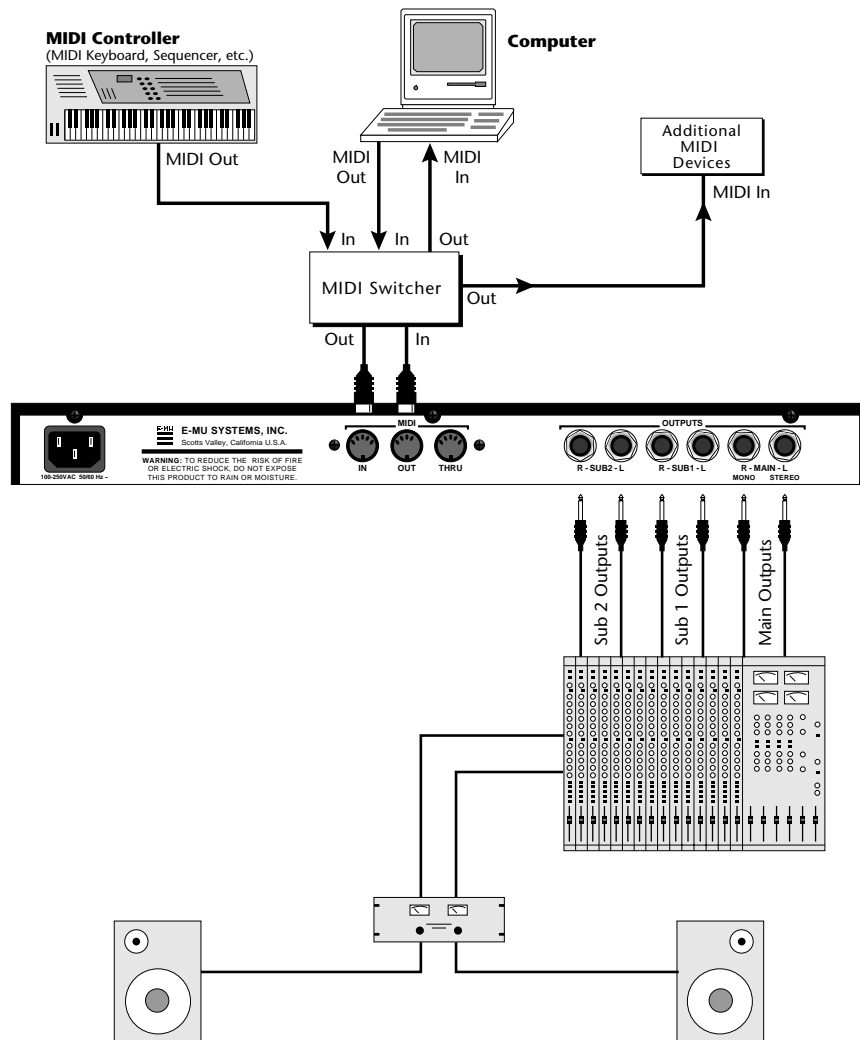 MIDI Controller
(MIDI Keyboard, Sequencer, etc.)
Computer
MIDI Out
MIDI
Out
MIDI
In
Additional
MIDI
Devices
MIDI In
In
In
Out
MIDI Switcher
Out
Out
In
E-MU
E-MU SYSTEMS, INC.
Scotts Valley, California U.S.A.
WARNING: TO REDUCE THE RISK OF FIRE
OR ELECTRIC SHOCK, DO NOT EXPOSE
THIS PRODUCT TO RAIN OR MOISTURE.
100-250VAC 50/60 Hz ~
MIDI
IN
OUT
THRU
OUTPUTS
R - SUB2 - L
R - SUB1 - L
R - MAIN - L
MONO
STEREO
Sub 2 Outputs
Sub 1 Outputs
Main Outputs